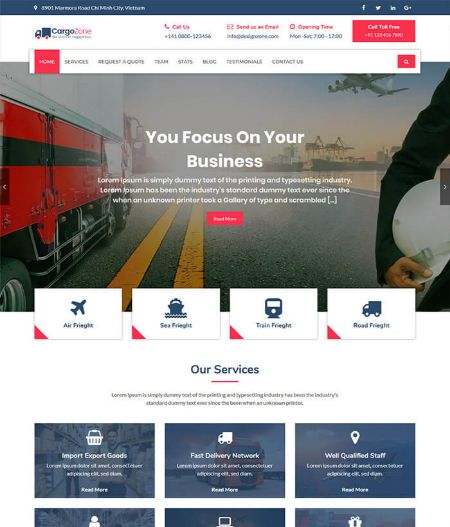 8901 Marmora Road Chi Minh City, Vietnam
CargoZone
Call Us
+141 0800-123456
Send us an Email
info@designzone.com
Opening Time
Mon -Sat: 7:00 - 17:00
Call Toll Free
+91 123 456 7890
HOME SERVICES REQUEST A QUOTE TEAM STATS BLOG TESTIMONIALS CONTACT US
You Focus On Your
Business
Lorem Ipsum is simply dummy text of the printing and typesetting industry.
Lorem Ipsum has been the industry's standard dummy text ever since the
when an unknown printer took a Gallery of type and scrambled [...]
Read More
Air Frieght
Sea Frieght
Train Frieght
Road Frieght
Our Services
Lorem Ipsum is simply dummy text of the printing and typesetting industry has been the industry's
standard dummy text ever since the been when an unknown printer.
Import Export Goods
Lorem ipsum dolor sit amet, consectetuer
adipiscing elit, sed diam.
Read More
Fast Delivery Network
Lorem ipsum dolor sit amet, consectetuer
adipiscing elit, sed diam.
Read More
Well Qualified Staff
Lorem ipsum dolor sit amet, consectetuer
adipiscing elit, sed diam.
Read More